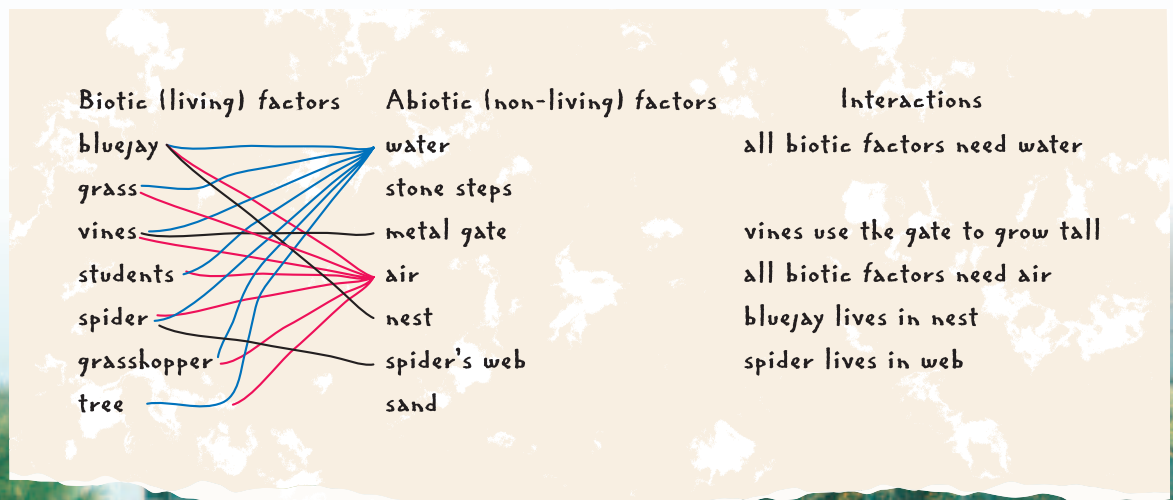 Biotic (living) factors Abiotic (non-living) factors Interactions
bluejay water all biotic factors need water
grass stone steps
vines metal gate vines use the gate to grow tall
students air all biotic factors need air
spider nest bluejay lives in nest
grasshopper spider's web spider lives in web
tree sand